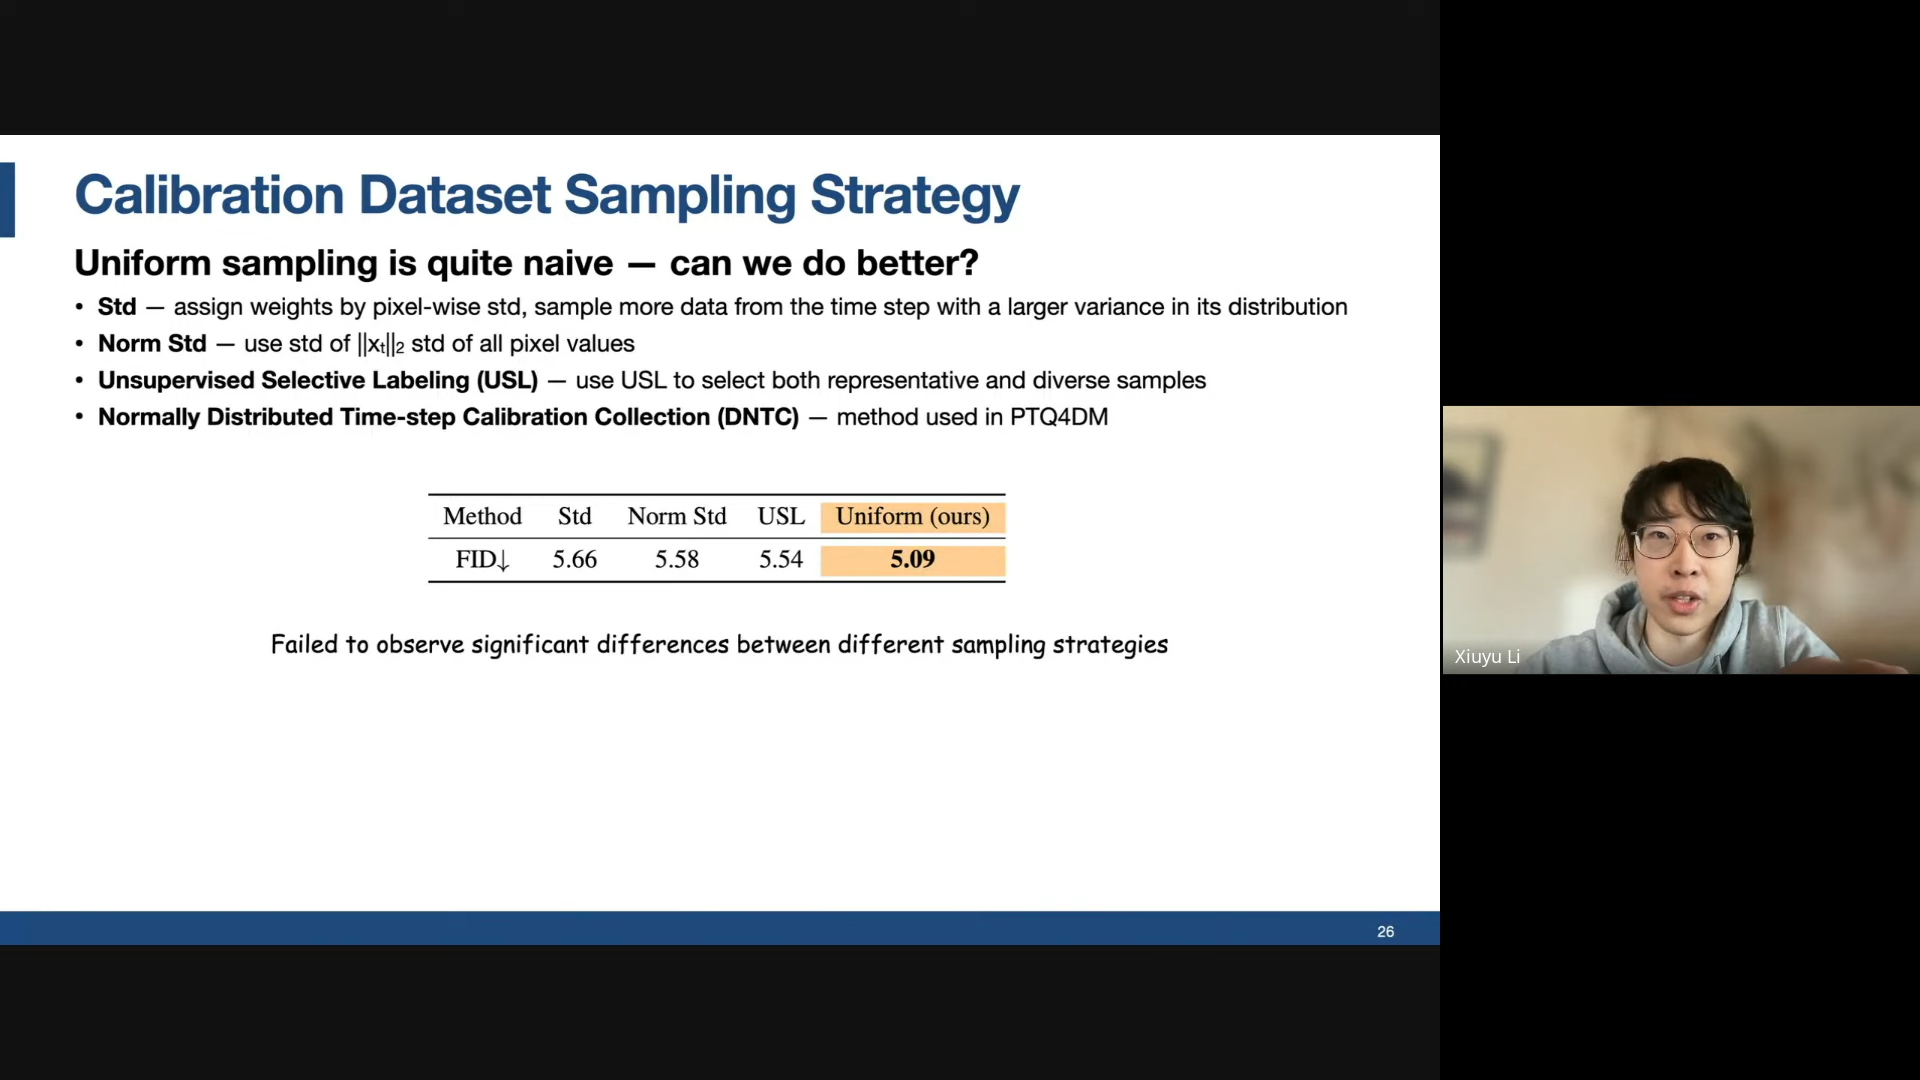 Calibration Dataset Sampling Strategy
Uniform sampling is quite naive — can we do better?
• Std — assign weights by pixel-wise std, sample more data from the time step with a larger variance in its distribution
• Norm Std — use std of ||xₜ||₂ std of all pixel values
• Unsupervised Selective Labeling (USL) — use USL to select both representative and diverse samples
• Normally Distributed Time-step Calibration Collection (DNTC) — method used in PTQ4DM
Method Std Norm Std USL Uniform (ours)
FID↓ 5.66 5.58 5.54 5.09
Failed to observe significant differences between different sampling strategies
26
Xiuyu Li